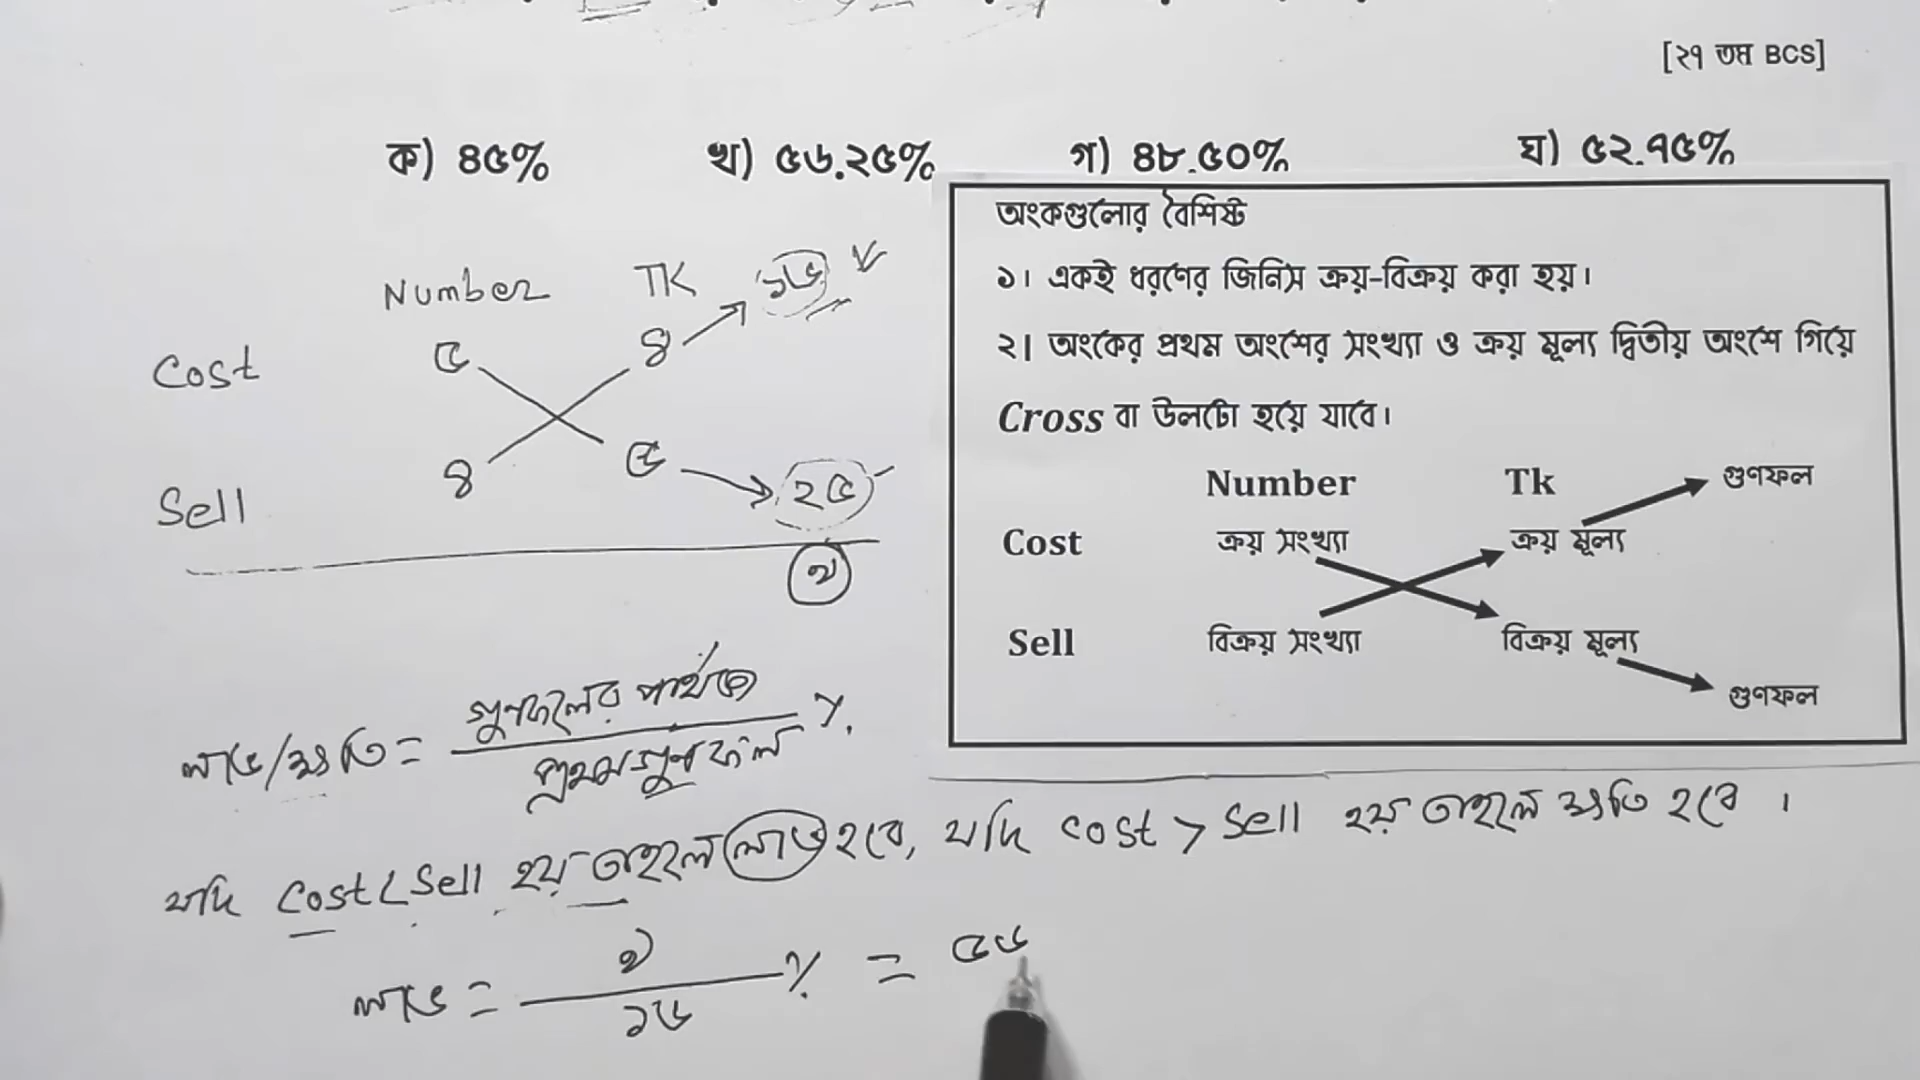 [২৭ তম BCS]
ক) ৪৫% খ) ৫৬.২৫% গ) ৪৮.৫০% ঘ) ৫২.৭৫%
Number TK ১৬
Cost ৫ ৪
Sell ৪ ৫ ২৫
৯
লাভ/ক্ষতি = গুণফলের পার্থক্য / প্রথম গুণফল %
অংকগুলোর বৈশিষ্ট
১। একই ধরণের জিনিস ক্রয়-বিক্রয় করা হয়।
২। অংকের প্রথম অংশের সংখ্যা ও ক্রয় মূল্য দ্বিতীয় অংশে গিয়ে
Cross বা উলটো হয়ে যাবে।
Number Tk গুণফল
Cost ক্রয় সংখ্যা ক্রয় মূল্য
Sell বিক্রয় সংখ্যা বিক্রয় মূল্য
গুণফল
যদি Cost < Sell হয় তাহলে লাভ হবে, যদি Cost > Sell হয় তাহলে ক্ষতি হবে।
লাভ = ৯ / ১৬ % = ৫৬